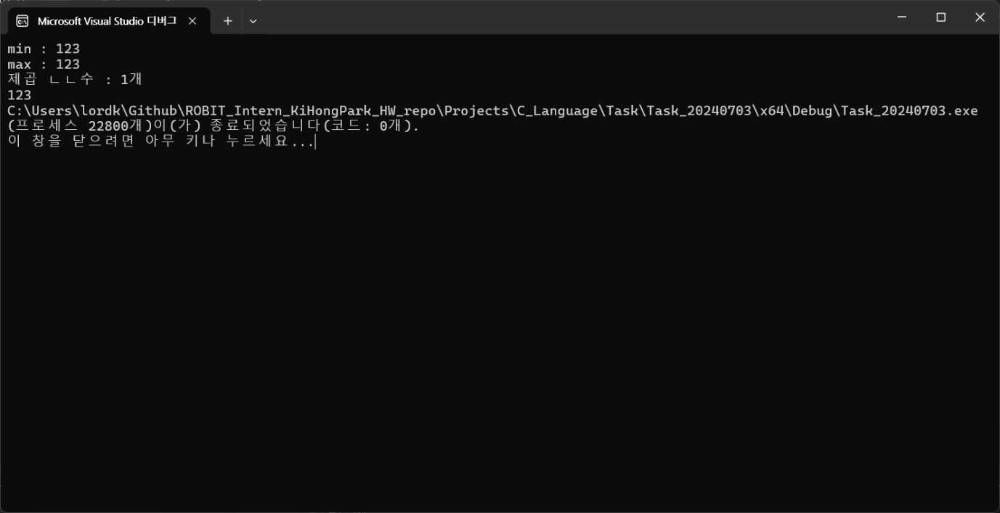 Microsoft Visual Studio 디버그
min : 123
max : 123
제곱 ㄴㄴ수 : 1개
123
C:\Users\lordk\Github\ROBIT_Intern_KiHongPark_HW_repo\Projects\C_Language\Task\Task_20240703\x64\Debug\Task_20240703.exe
(프로세스 22800개)이(가) 종료되었습니다(코드: 0개).
이 창을 닫으려면 아무 키나 누르세요...